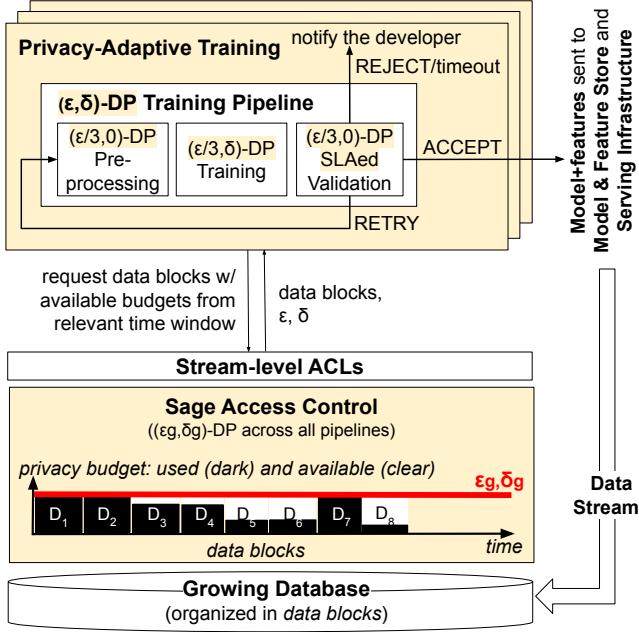 Privacy-Adaptive Training
notify the developer
REJECT/timeout
(ε,δ)-DP Training Pipeline
(ε/3,0)-DP
Pre-
processing
(ε/3,δ)-DP
Training
(ε/3,0)-DP
SLAed
Validation
ACCEPT
RETRY
Model+features sent to
Model & Feature Store and
Serving Infrastructure
request data blocks w/
available budgets from
relevant time window
data blocks,
ε, δ
Stream-level ACLs
Sage Access Control
((εg,δg)-DP across all pipelines)
privacy budget: used (dark) and available (clear)
εg,δg
D1 D2 D3 D4 D5 D6 D7 D8
data blocks
time
Data
Stream
Growing Database
(organized in data blocks)